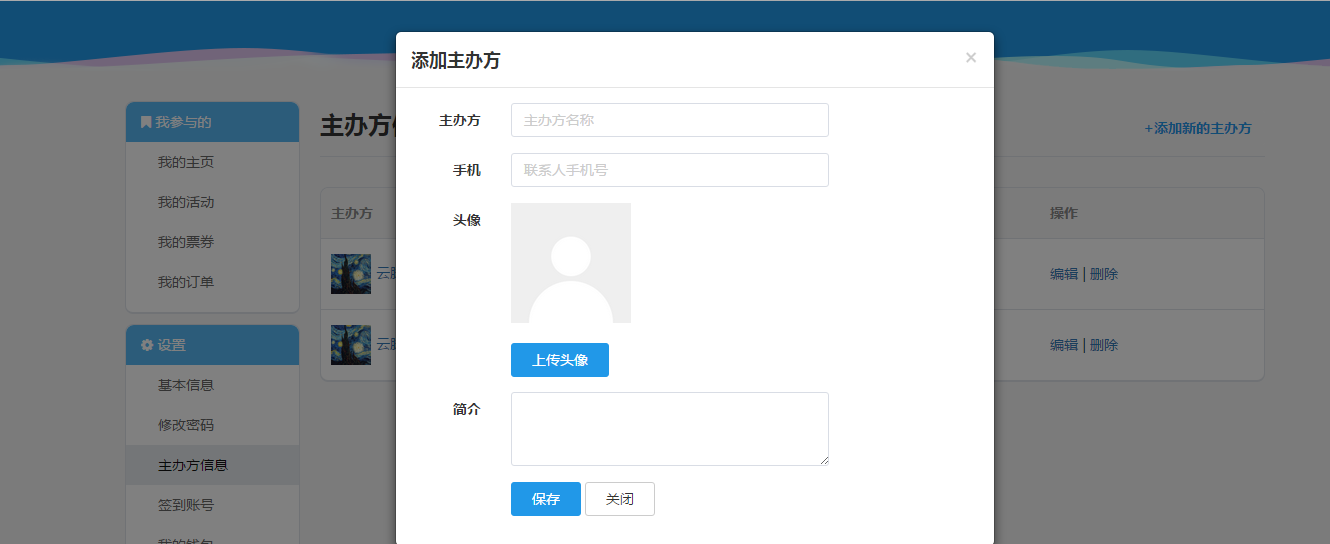 添加主办方
×
主办方 主办方名称
手机 联系人手机号
头像
上传头像
简介
保存 关闭
我参与的
我的主页
我的活动
我的票券
我的订单
设置
基本信息
修改密码
主办方信息
签到账号
我的钱包
主办方
+添加新的主办方
主办方 操作
云 编辑 | 删除
云 编辑 | 删除